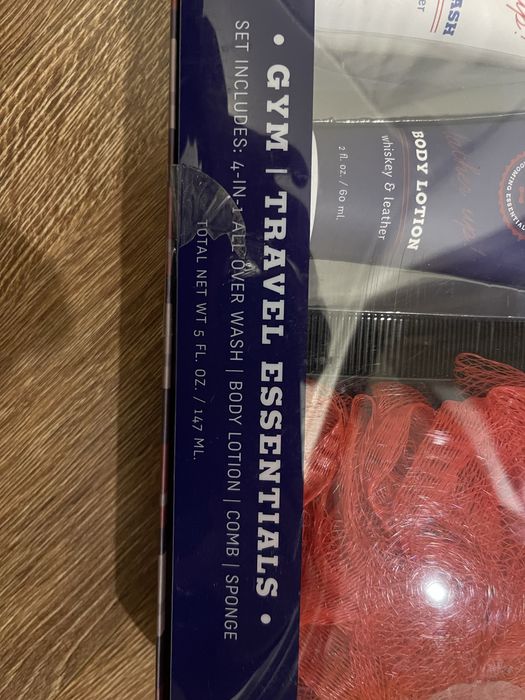 • GYM | TRAVEL ESSENTIALS •
SET INCLUDES: 4-IN-1 ALL OVER WASH | BODY LOTION | COMB | SPONGE
TOTAL NET WT 5 FL. OZ. / 147 ML.
BODY LOTION
whiskey & leather
2 fl. oz. / 60 mL